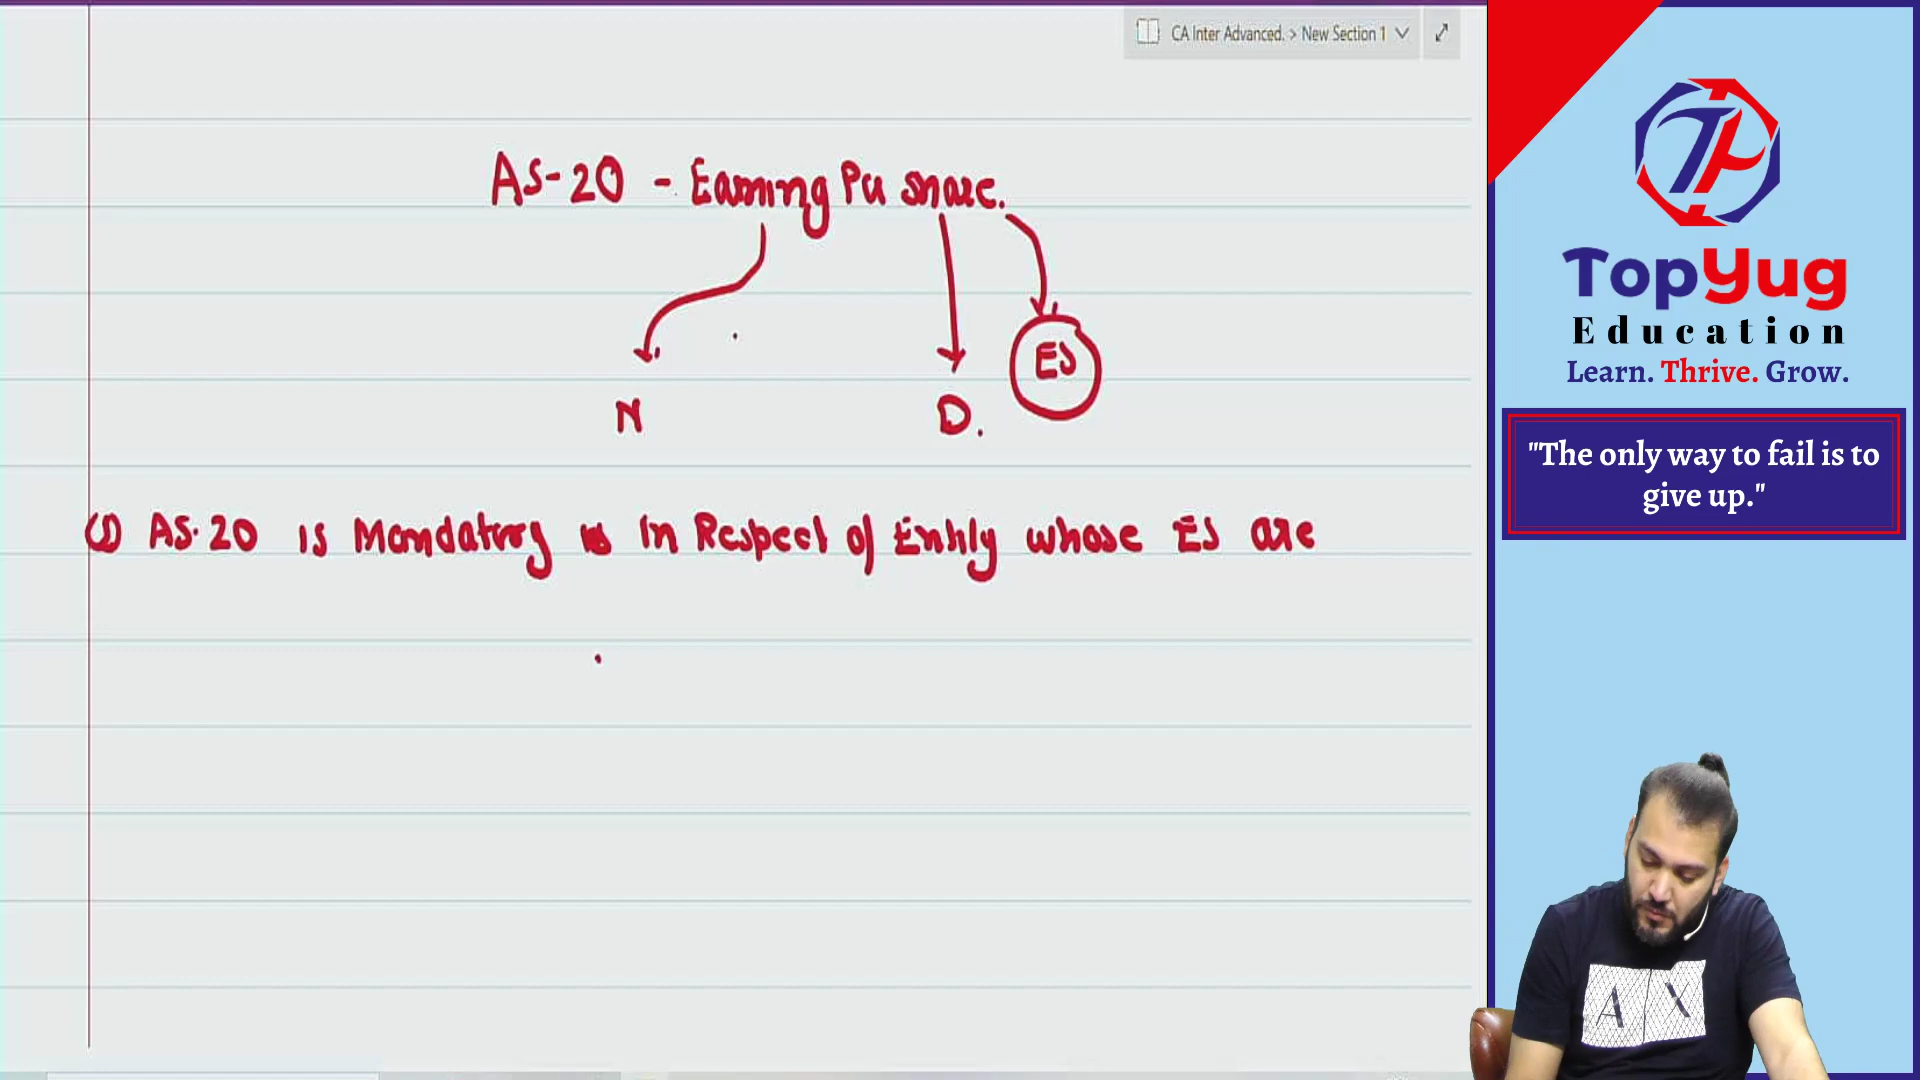 CA Inter Advanced. > New Section 1
AS-20 - Earning Per share.
ES
N
D.
(1) AS-20 is Mandatory in Respect of Entity whose ES are
TopYug
Education
Learn. Thrive. Grow.
"The only way to fail is to
give up."
A X